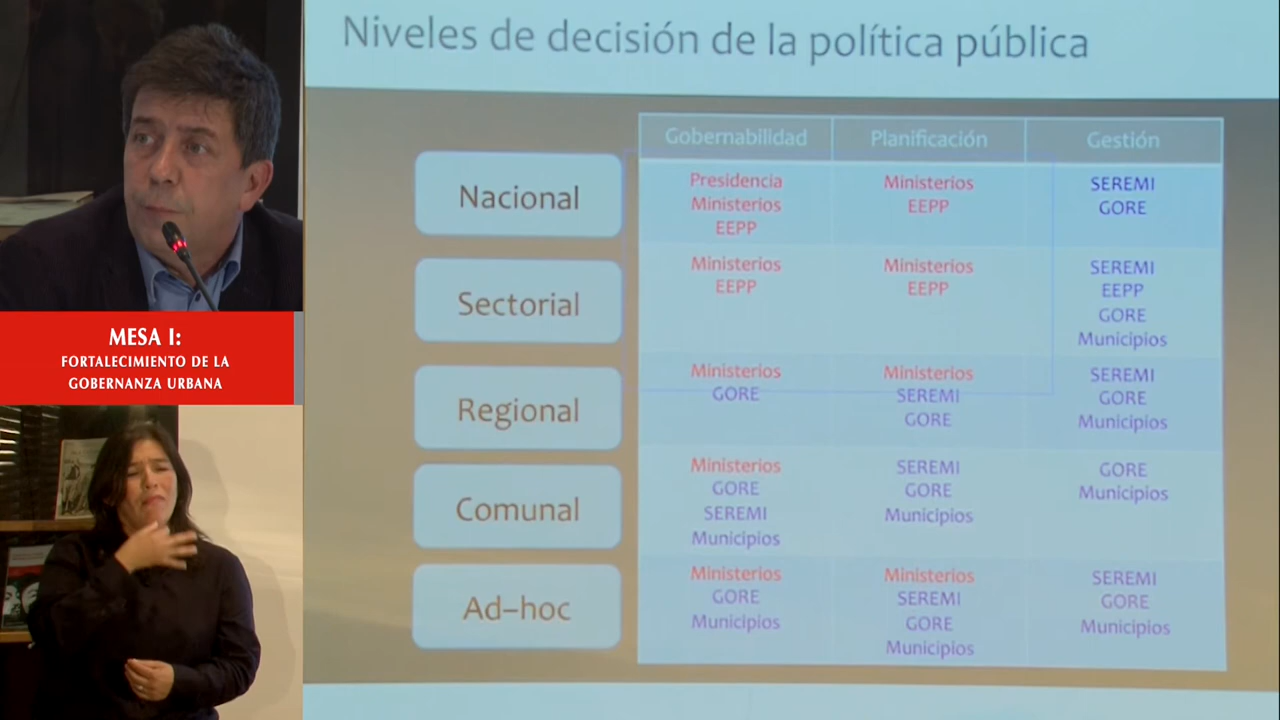 Niveles de decisión de la política pública
Gobernabilidad Planificación Gestión
Nacional
Presidencia
Ministerios
EEPP
Ministerios
EEPP
SEREMI
GORE
Sectorial
Ministerios
EEPP
Ministerios
EEPP
SEREMI
EEPP
GORE
Municipios
Regional
Ministerios
GORE
Ministerios
SEREMI
GORE
SEREMI
GORE
Municipios
Comunal
Ministerios
GORE
SEREMI
Municipios
SEREMI
GORE
Municipios
GORE
Municipios
Ad–hoc
Ministerios
GORE
Municipios
Ministerios
SEREMI
GORE
Municipios
SEREMI
GORE
Municipios
MESA I:
FORTALECIMIENTO DE LA
GOBERNANZA URBANA